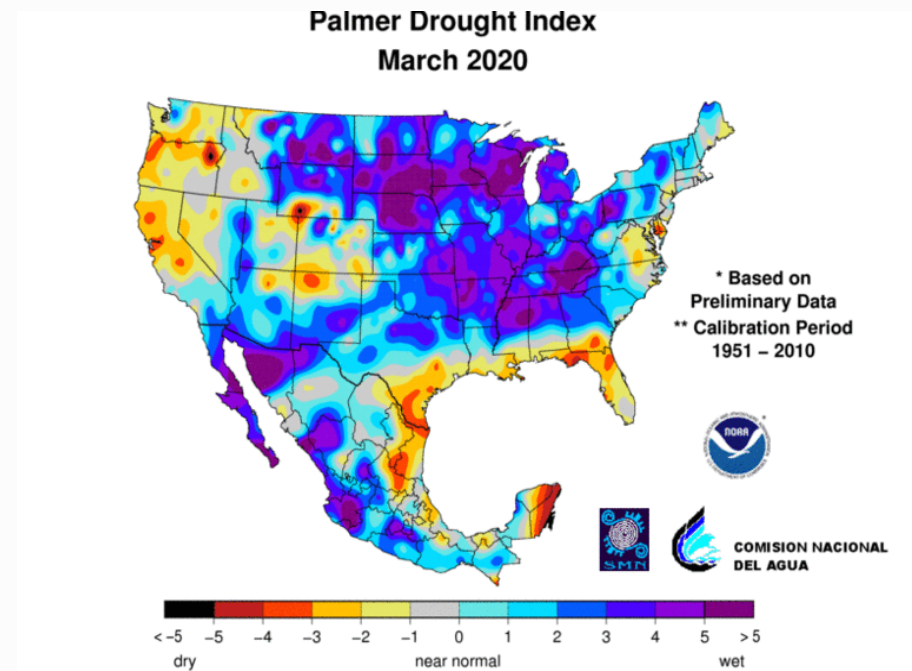 Palmer Drought Index
March 2020
* Based on
Preliminary Data
** Calibration Period
1951 – 2010
NOAA
SMN
COMISION NACIONAL
DEL AGUA
< –5 –5 –4 –3 –2 –1 0 1 2 3 4 5 > 5
dry near normal wet